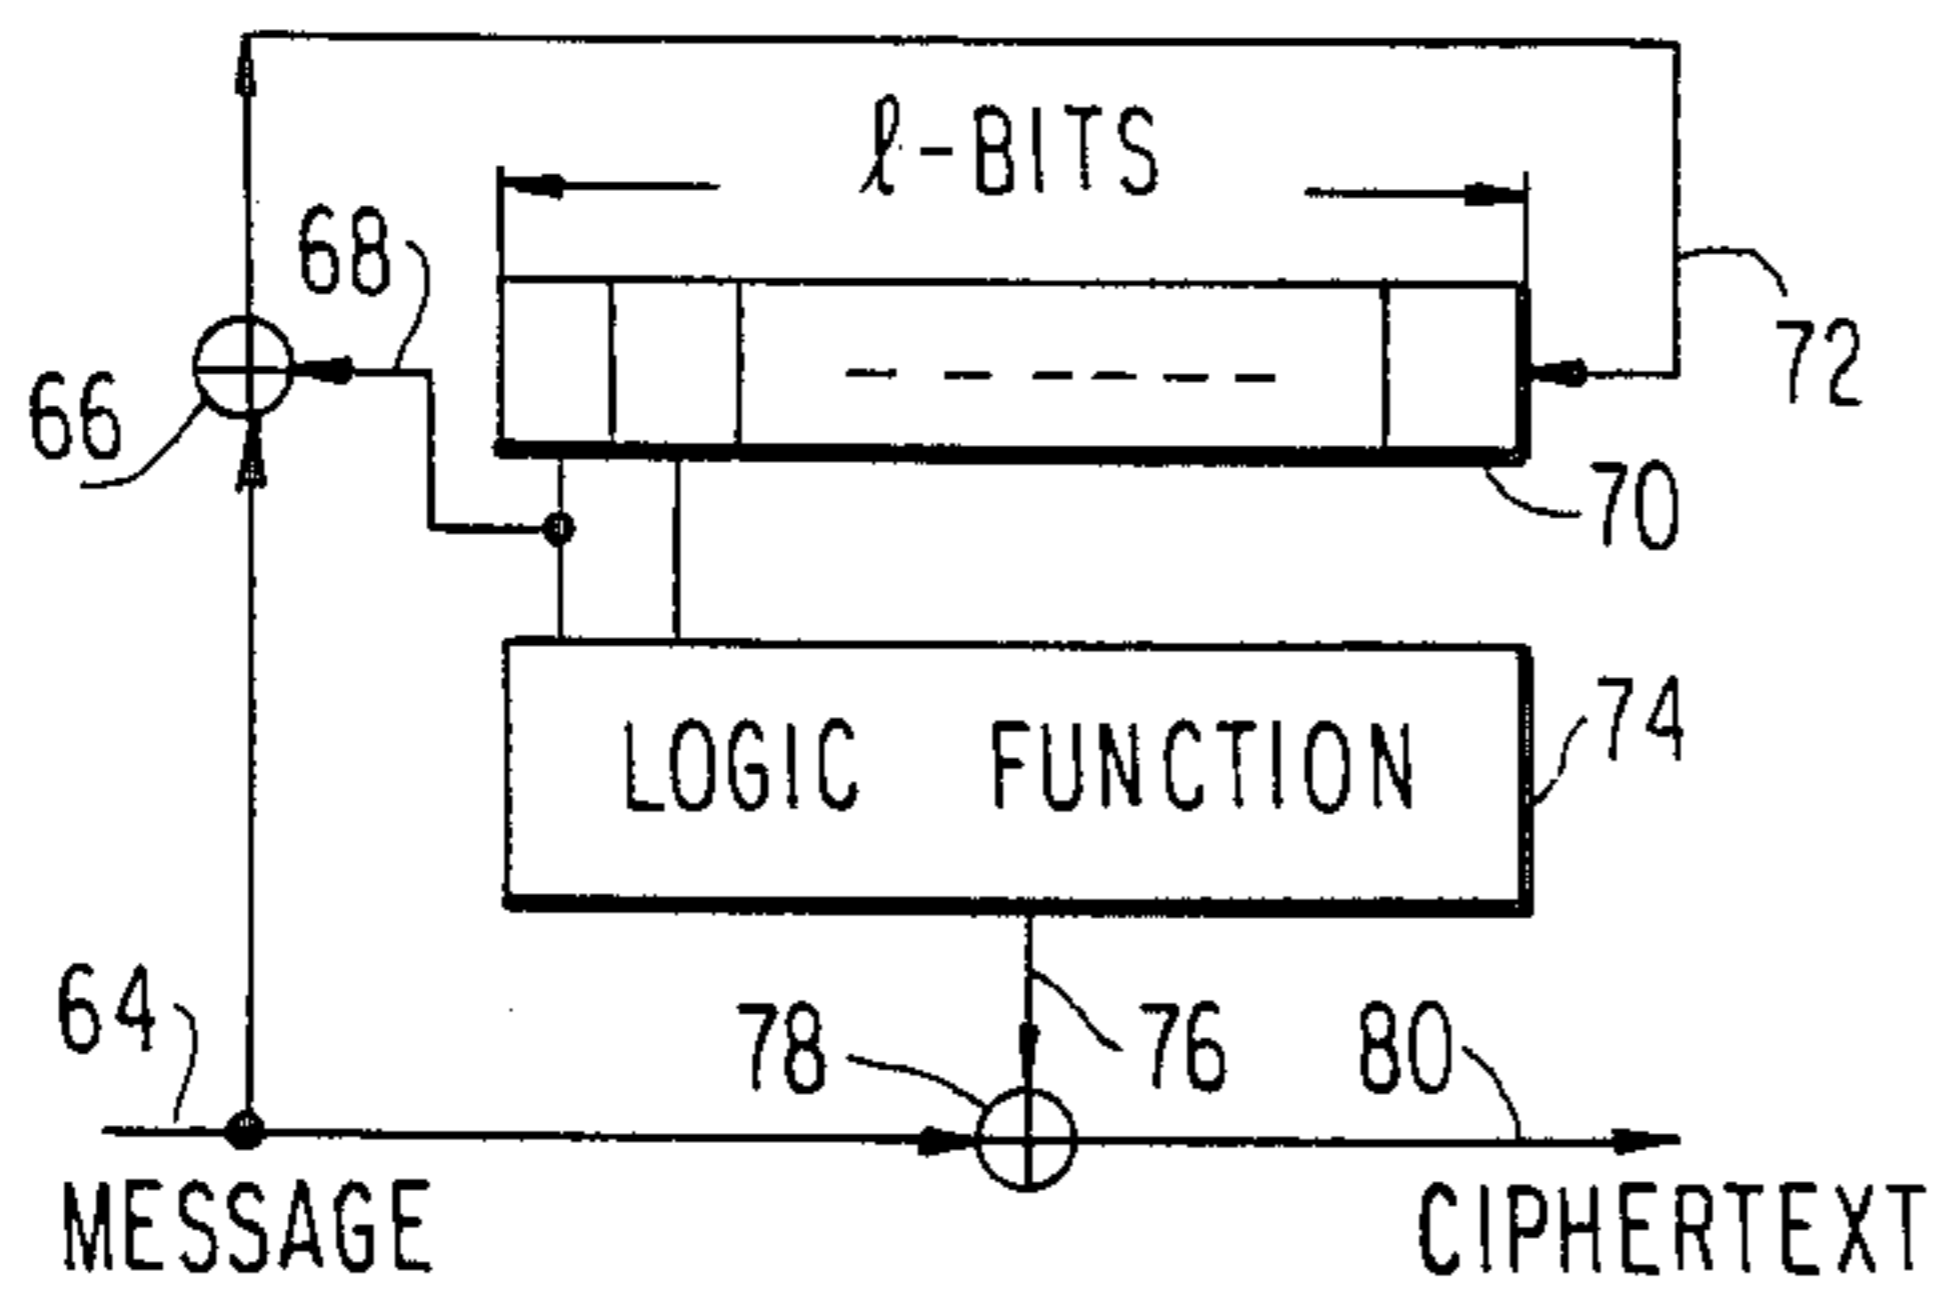 ℓ-BITS
68
66
72
70
LOGIC FUNCTION
74
64
78
76
80
MESSAGE
CIPHERTEXT